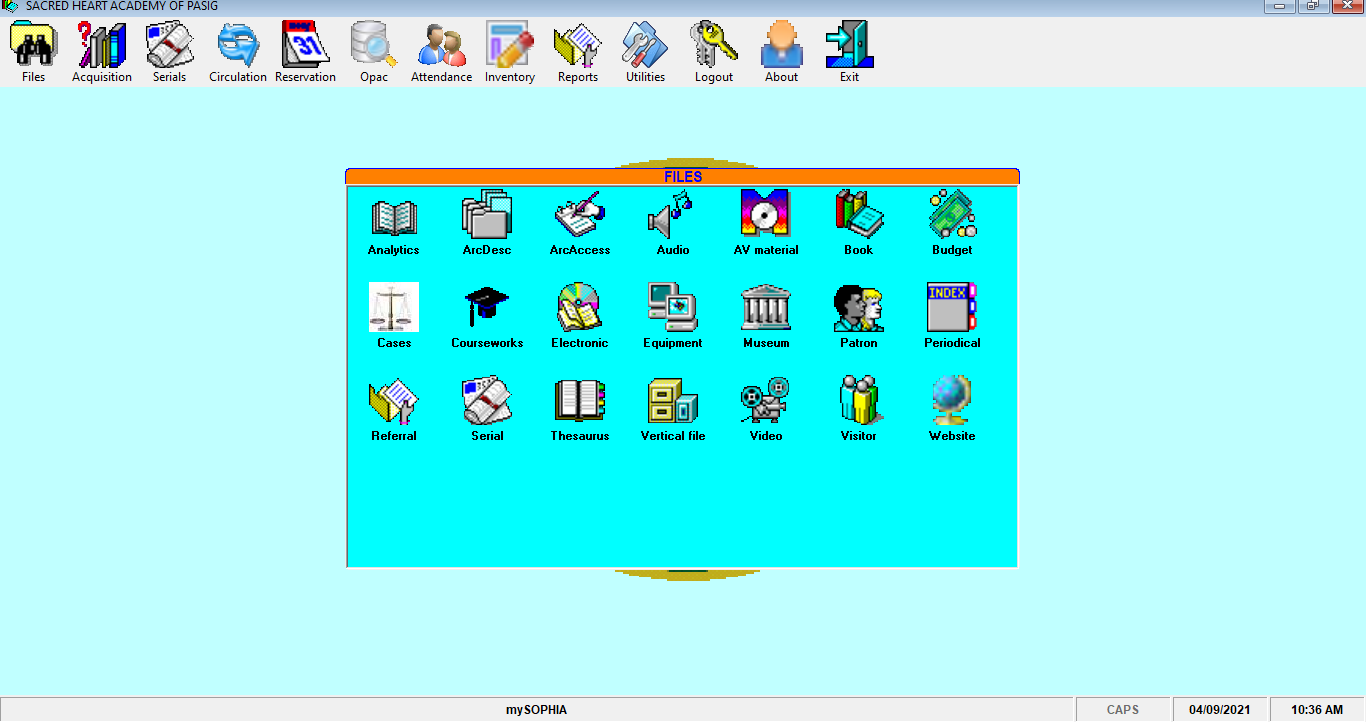 SACRED HEART ACADEMY OF PASIG
Files Acquisition Serials Circulation Reservation Opac Attendance Inventory Reports Utilities Logout About Exit
FILES
Analytics ArcDesc ArcAccess Audio AV material Book Budget
INDEX
Cases Courseworks Electronic Equipment Museum Patron Periodical
Referral Serial Thesaurus Vertical file Video Visitor Website
mySOPHIA CAPS 04/09/2021 10:36 AM